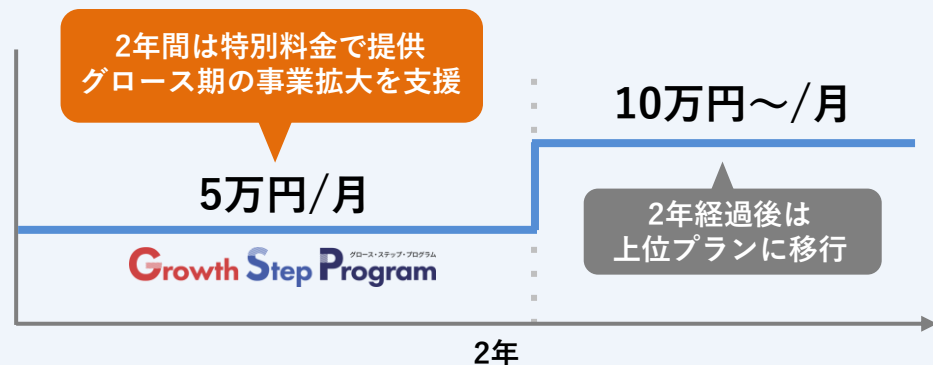 2年間は特別料金で提供
グロース期の事業拡大を支援
10万円～/月
5万円/月
2年経過後は
上位プランに移行
グロース・ステップ・プログラム
Growth Step Program
2年